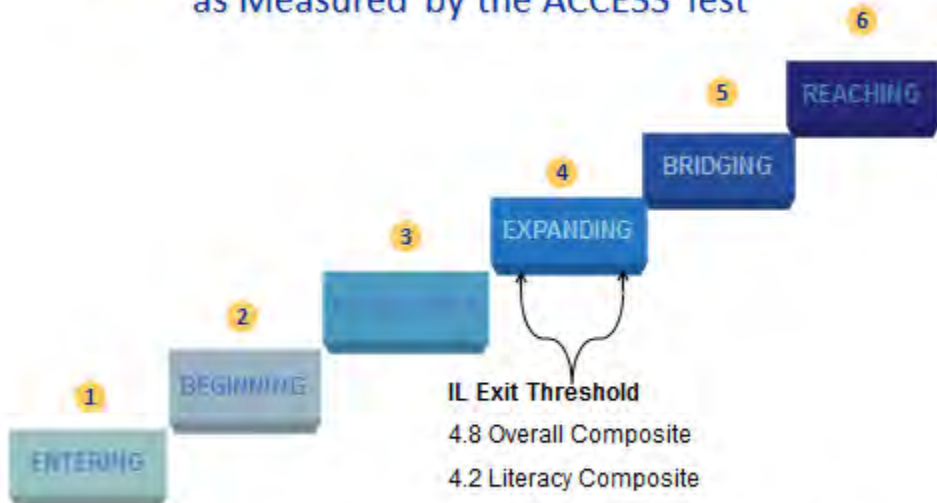 as Measured by the ACCESS Test
6
REACHING
5
BRIDGING
4
EXPANDING
3
2
BEGINNING
1
ENTERING
IL Exit Threshold
4.8 Overall Composite
4.2 Literacy Composite